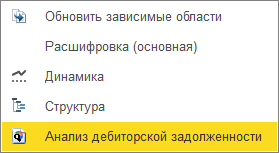 Обновить зависимые области
Расшифровка (основная)
Динамика
Структура
Анализ дебиторской задолженности